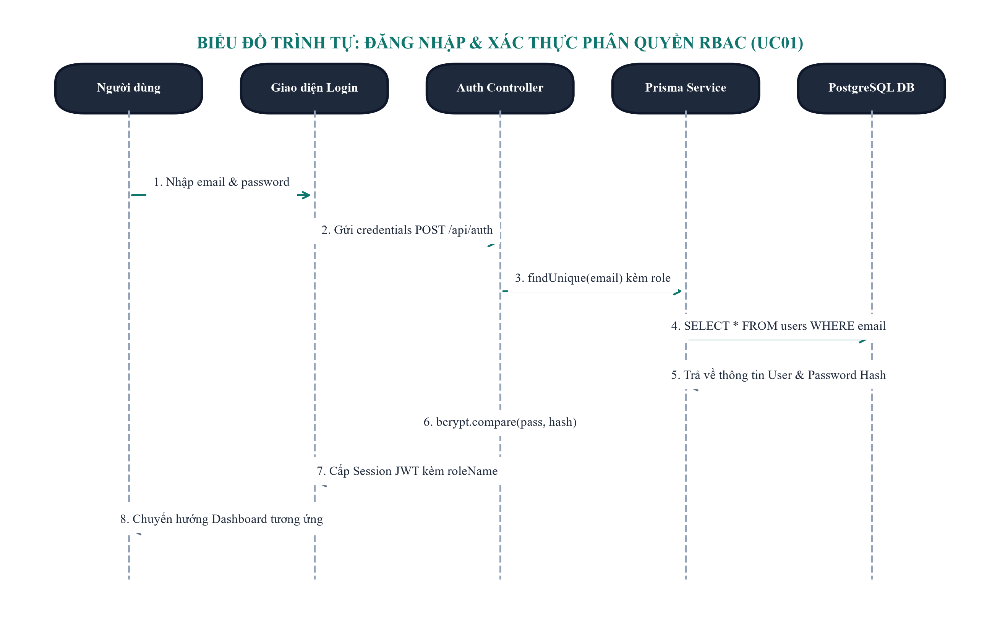 BIỂU ĐỒ TRÌNH TỰ: ĐĂNG NHẬP & XÁC THỰC PHÂN QUYỀN RBAC (UC01)
Người dùng
Giao diện Login
Auth Controller
Prisma Service
PostgreSQL DB
1. Nhập email & password
2. Gửi credentials POST /api/auth
3. findUnique(email) kèm role
4. SELECT * FROM users WHERE email
5. Trả về thông tin User & Password Hash
6. bcrypt.compare(pass, hash)
7. Cấp Session JWT kèm roleName
8. Chuyển hướng Dashboard tương ứng